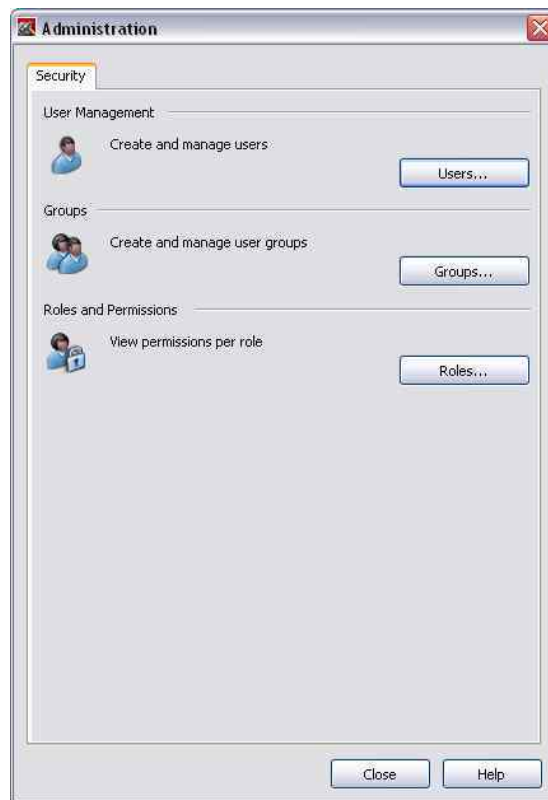 Administration
Security
User Management
Create and manage users
Users...
Groups
Create and manage user groups
Groups...
Roles and Permissions
View permissions per role
Roles...
Close
Help